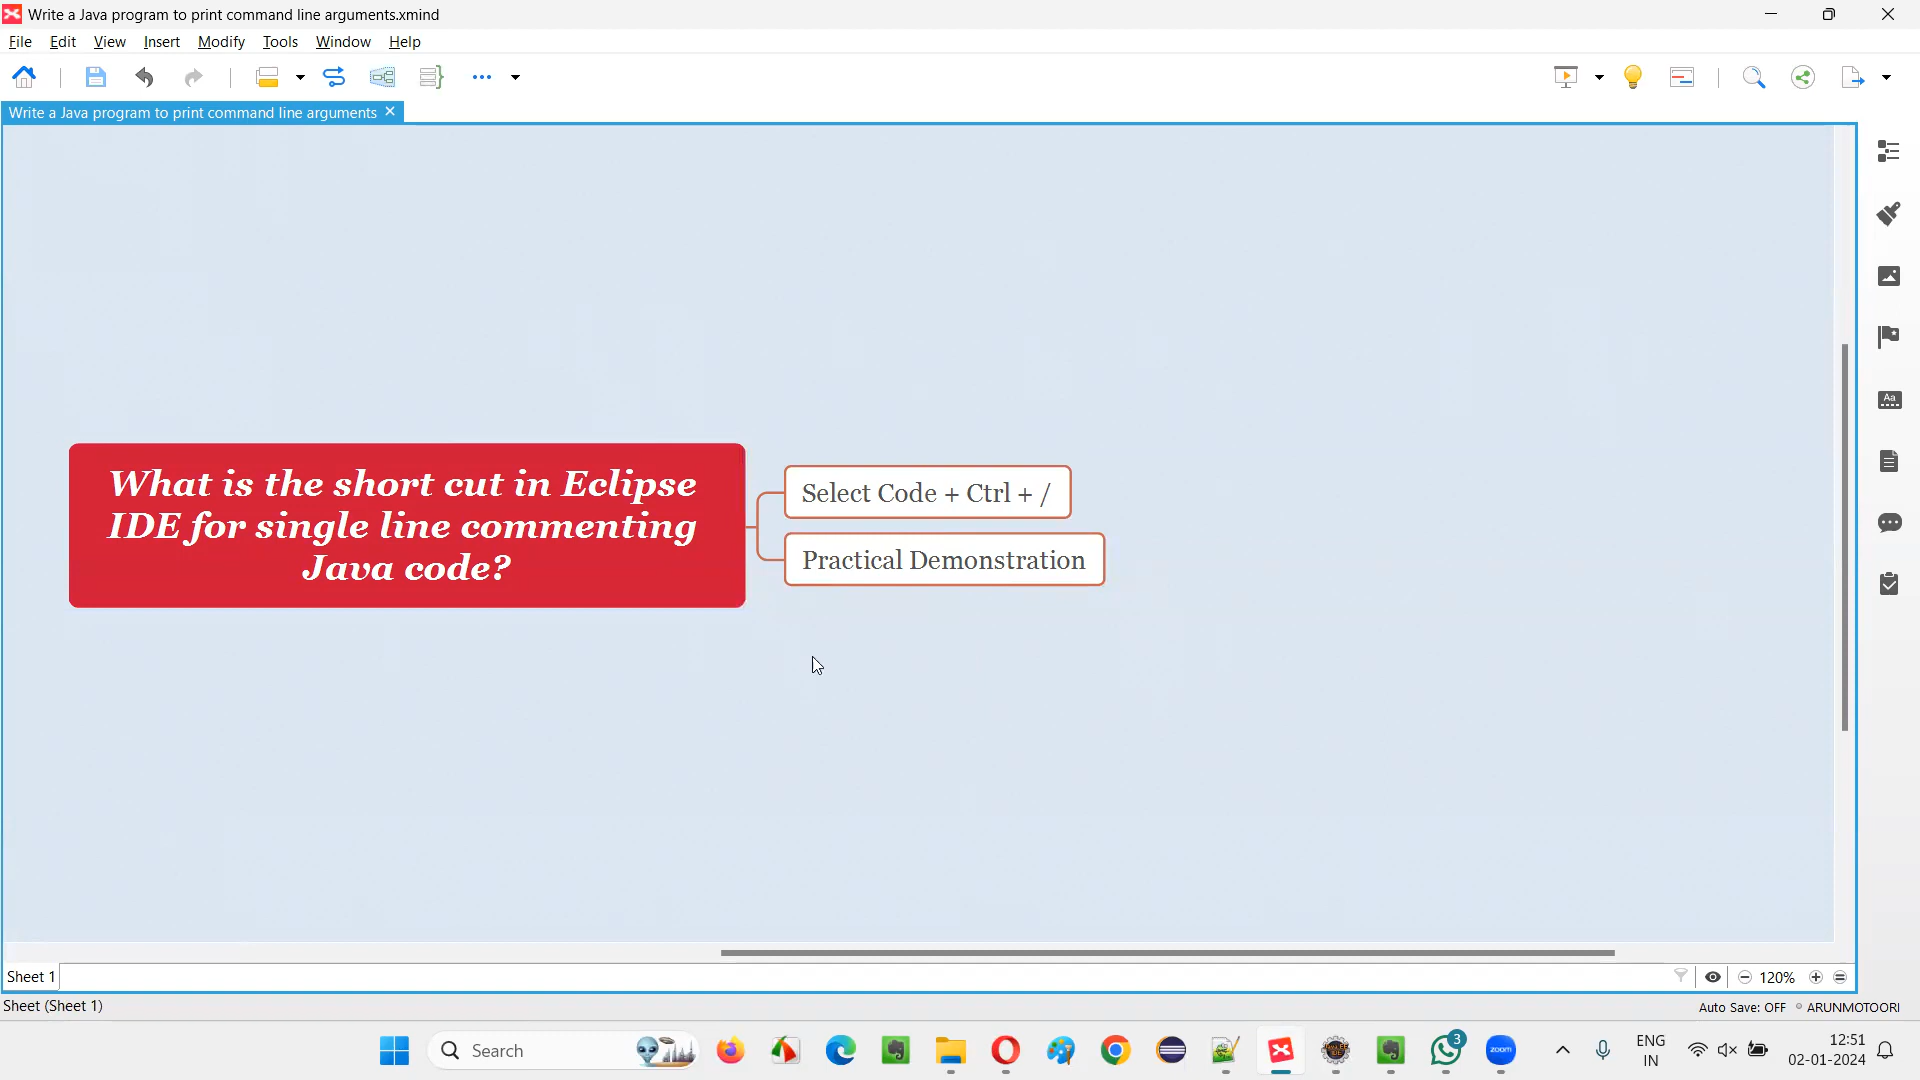 Write a Java program to print command line arguments.xmind
File Edit View Insert Modify Tools Window Help
Write a Java program to print command line arguments
What is the short cut in Eclipse
IDE for single line commenting
Java code?
Select Code + Ctrl + /
Practical Demonstration
Aa
Sheet 1
120%
Sheet (Sheet 1)
Auto Save: OFF
ARUNMOTOORI
Search
3
zoom
ENG
IN
12:51
02-01-2024